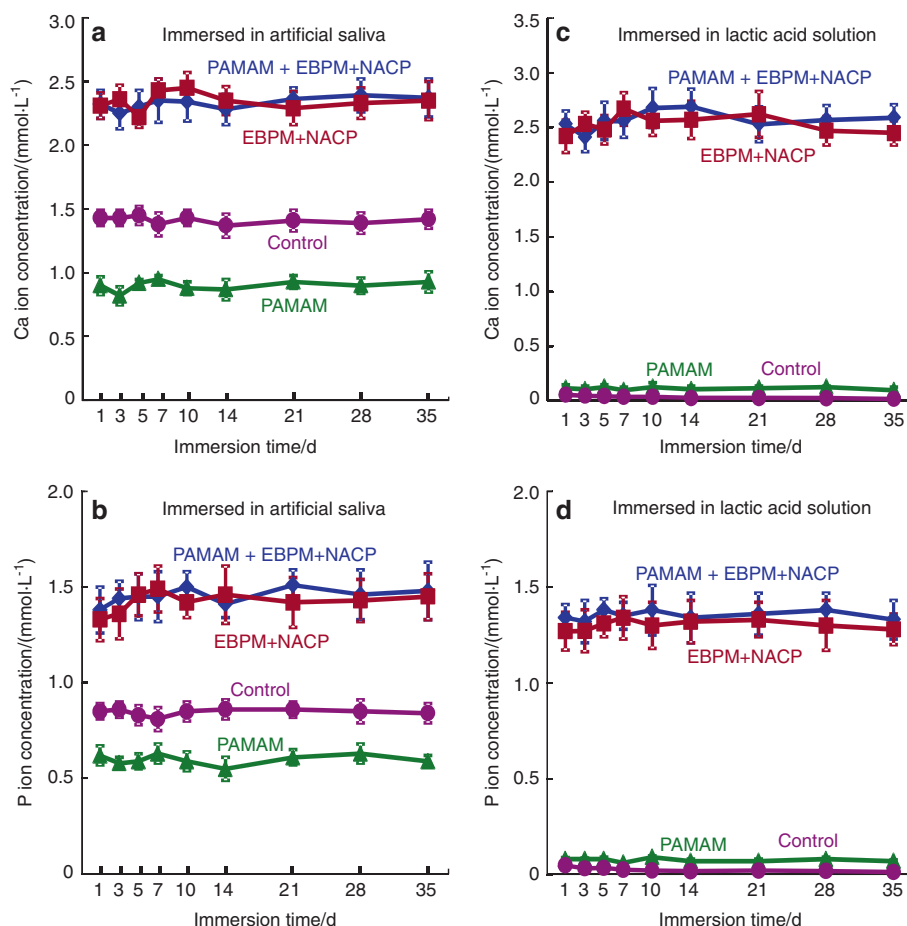 a Immersed in artificial saliva
Ca ion concentration/(mmol·L⁻¹)
3.0
2.5
2.0
1.5
1.0
0.5
0
PAMAM + EBPM+NACP
EBPM+NACP
Control
PAMAM
1 3 5 7 10 14 21 28 35
Immersion time/d
c Immersed in lactic acid solution
Ca ion concentration/(mmol·L⁻¹)
3.5
3.0
2.5
2.0
1.5
1.0
0.5
0
PAMAM + EBPM+NACP
EBPM+NACP
PAMAM Control
1 3 5 7 10 14 21 28 35
Immersion time/d
b Immersed in artificial saliva
P ion concentration/(mmol·L⁻¹)
2.0
1.5
1.0
0.5
0
PAMAM + EBPM+NACP
EBPM+NACP
Control
PAMAM
1 3 5 7 10 14 21 28 35
Immersion time/d
d Immersed in lactic acid solution
P ion concentration/(mmol·L⁻¹)
2.0
1.5
1.0
0.5
0
PAMAM + EBPM+NACP
EBPM+NACP
PAMAM Control
1 3 5 7 10 14 21 28 35
Immersion time/d